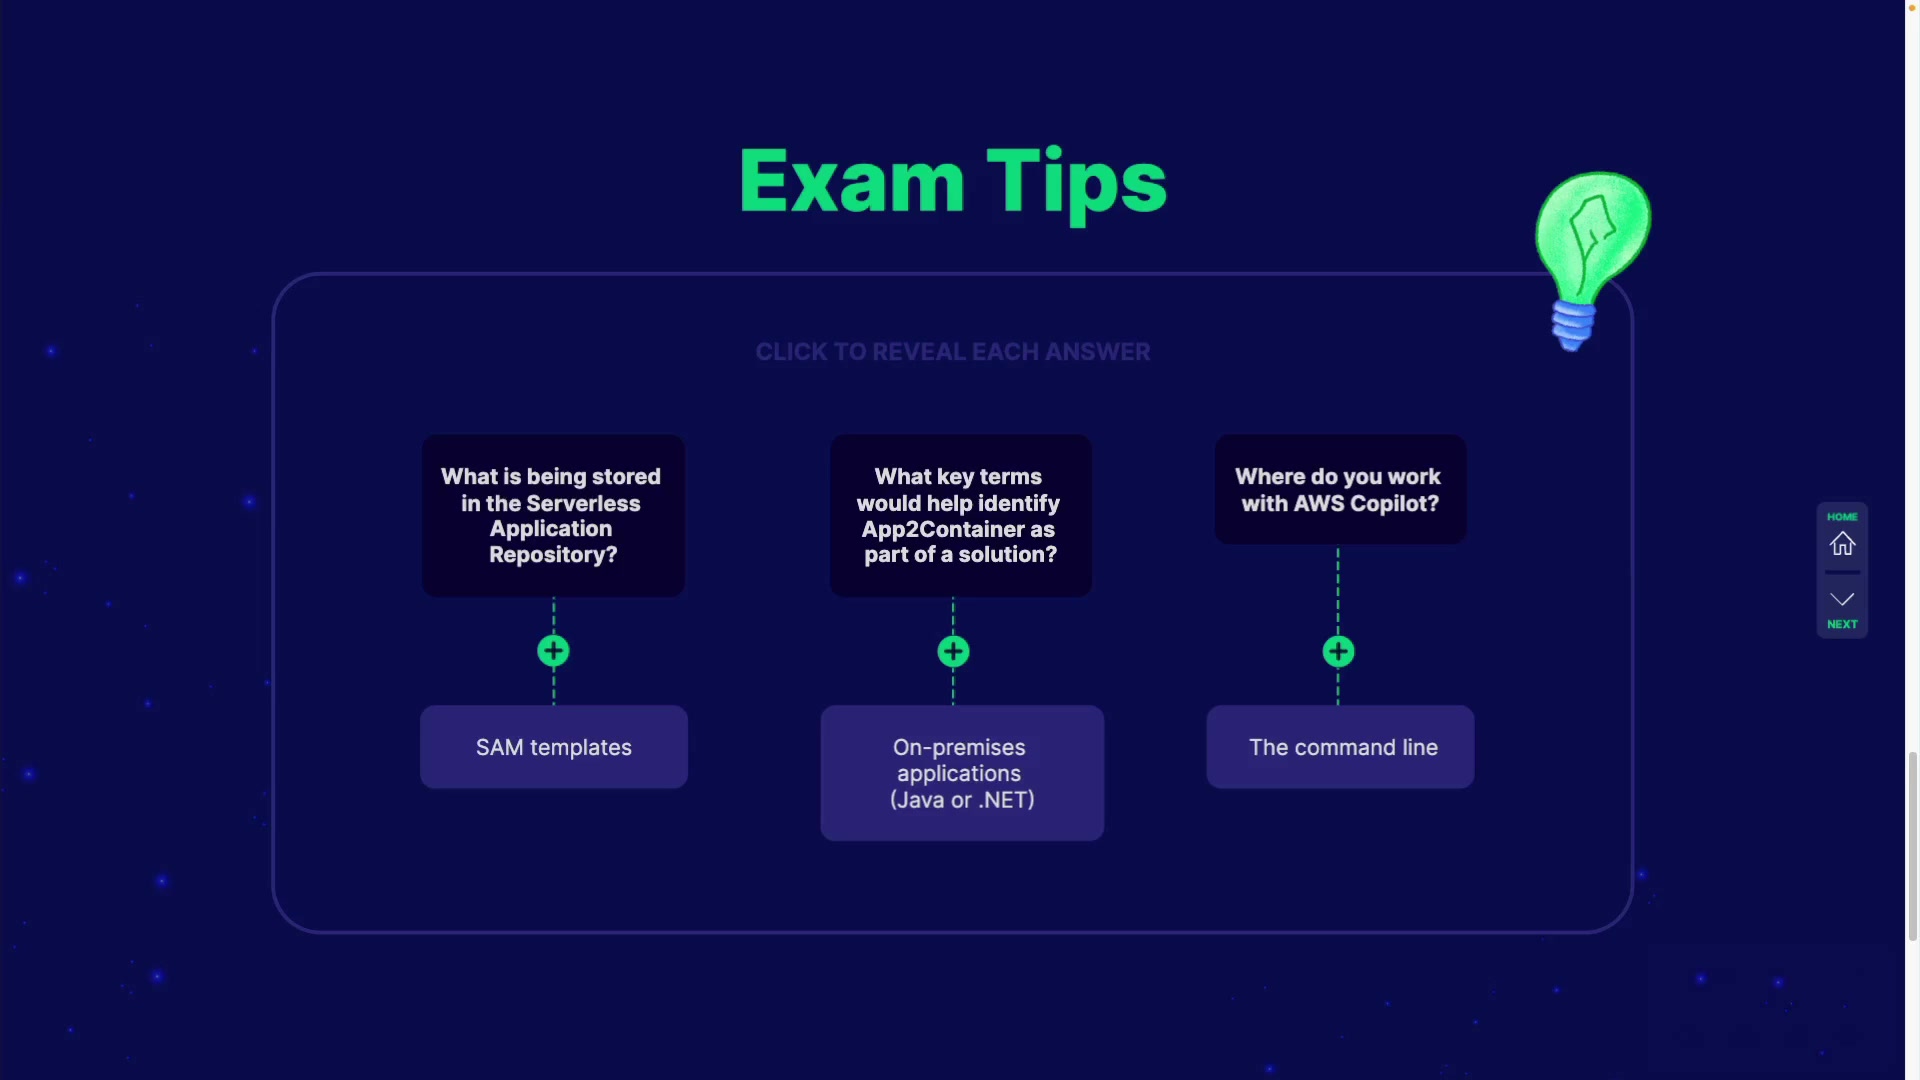 Exam Tips
CLICK TO REVEAL EACH ANSWER
What is being stored
in the Serverless
Application
Repository?
SAM templates
What key terms
would help identify
App2Container as
part of a solution?
On-premises
applications
(Java or .NET)
Where do you work
with AWS Copilot?
The command line
HOME
NEXT